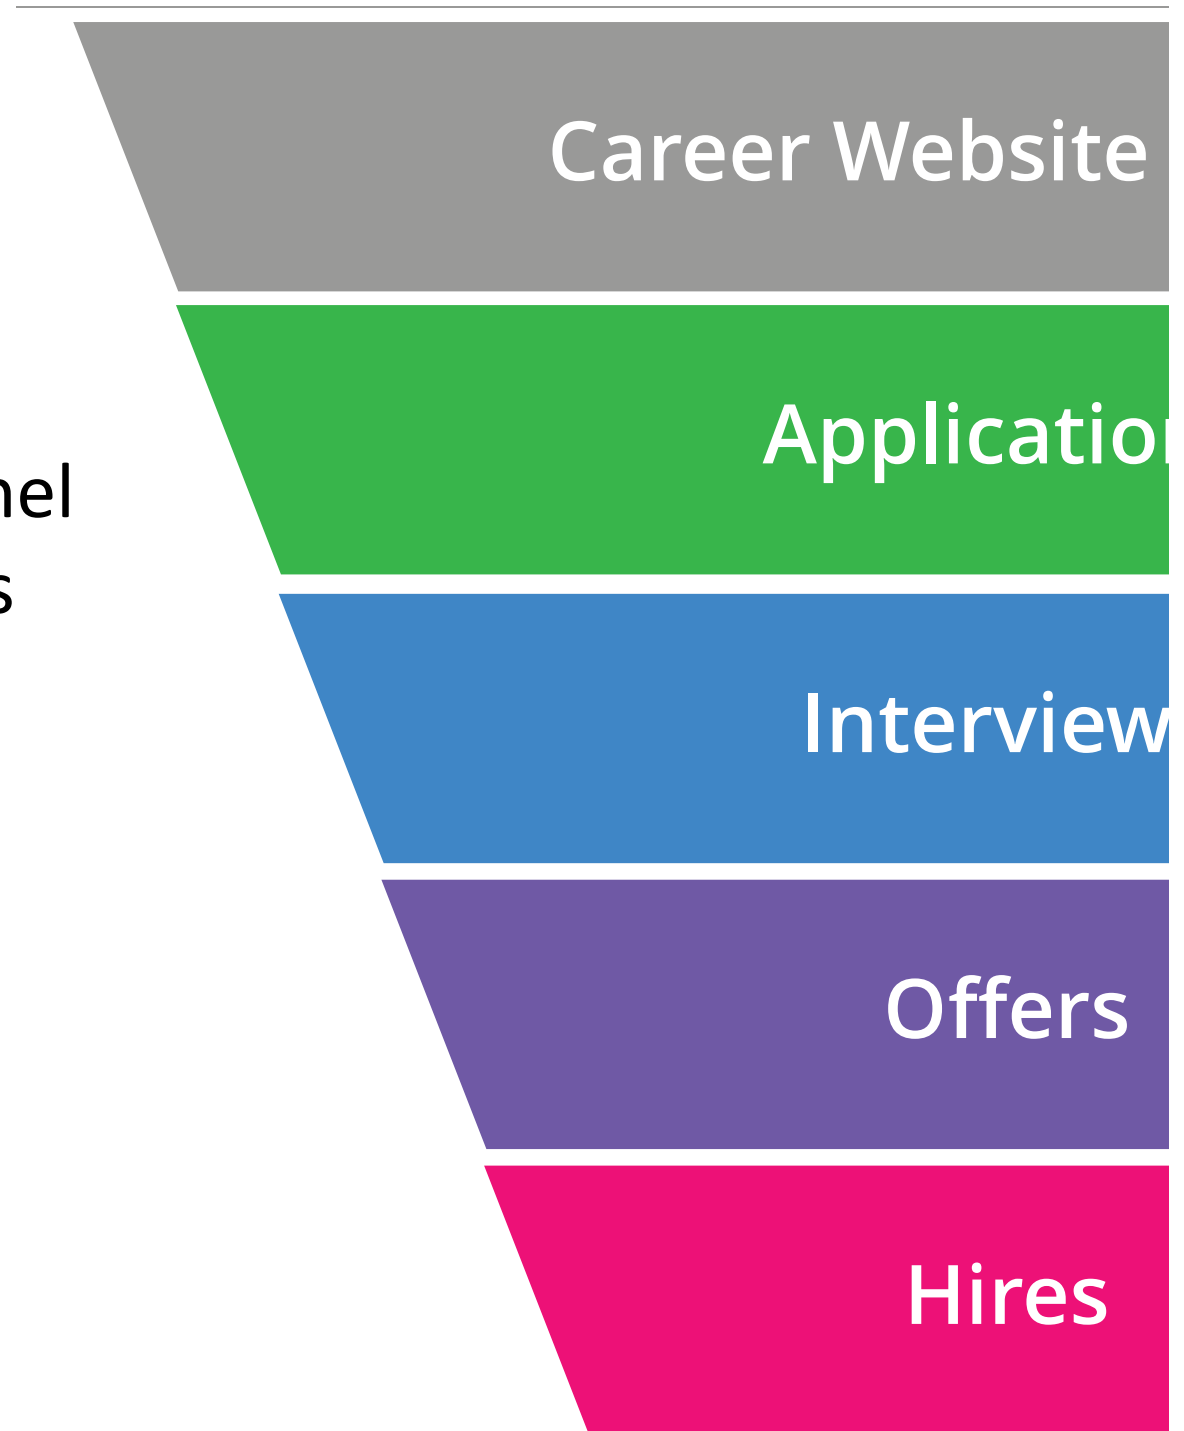 Career Website
Applicatio
nel
s
Interview
Offers
Hires